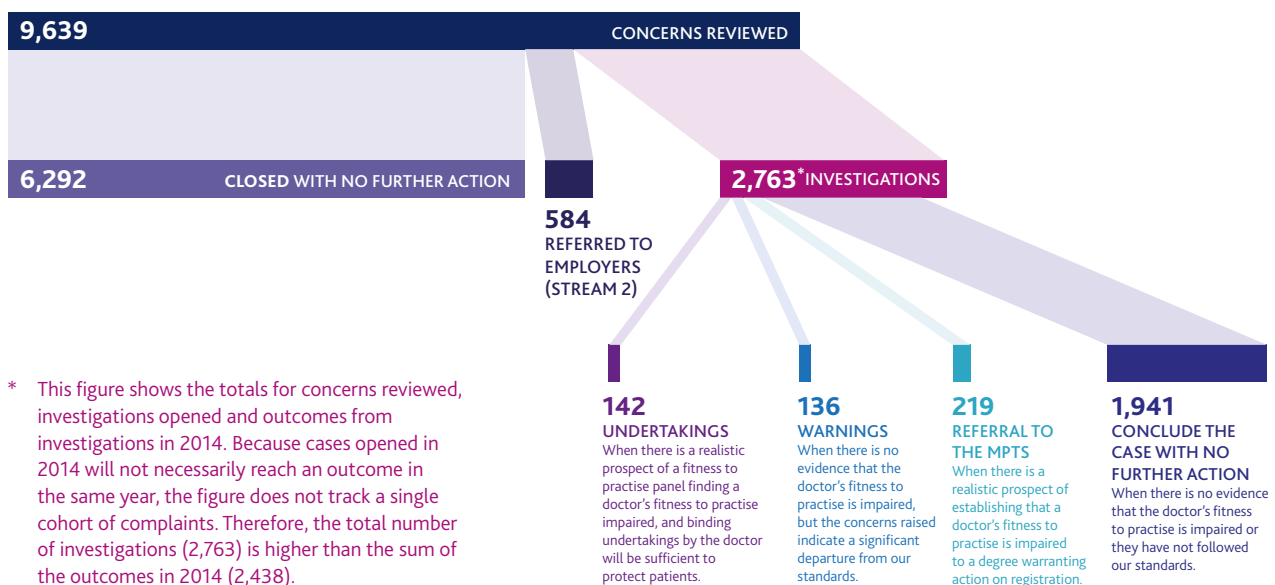 9,639 CONCERNS REVIEWED
6,292 CLOSED WITH NO FURTHER ACTION
2,763* INVESTIGATIONS
584
REFERRED TO
EMPLOYERS
(STREAM 2)
142
UNDERTAKINGS
When there is a realistic
prospect of a fitness to
practise panel finding a
doctor's fitness to practise
impaired, and binding
undertakings by the doctor
will be sufficient to
protect patients.
136
WARNINGS
When there is no
evidence that the
doctor's fitness to
practise is impaired,
but the concerns raised
indicate a significant
departure from our
standards.
219
REFERRAL TO
THE MPTS
When there is a
realistic prospect of
establishing that a
doctor's fitness to
practise is impaired
to a degree warranting
action on registration.
1,941
CONCLUDE THE
CASE WITH NO
FURTHER ACTION
When there is no evidence
that the doctor's fitness
to practise is impaired or
they have not followed
our standards.
* This figure shows the totals for concerns reviewed,
investigations opened and outcomes from
investigations in 2014. Because cases opened in
2014 will not necessarily reach an outcome in
the same year, the figure does not track a single
cohort of complaints. Therefore, the total number
of investigations (2,763) is higher than the sum of
the outcomes in 2014 (2,438).